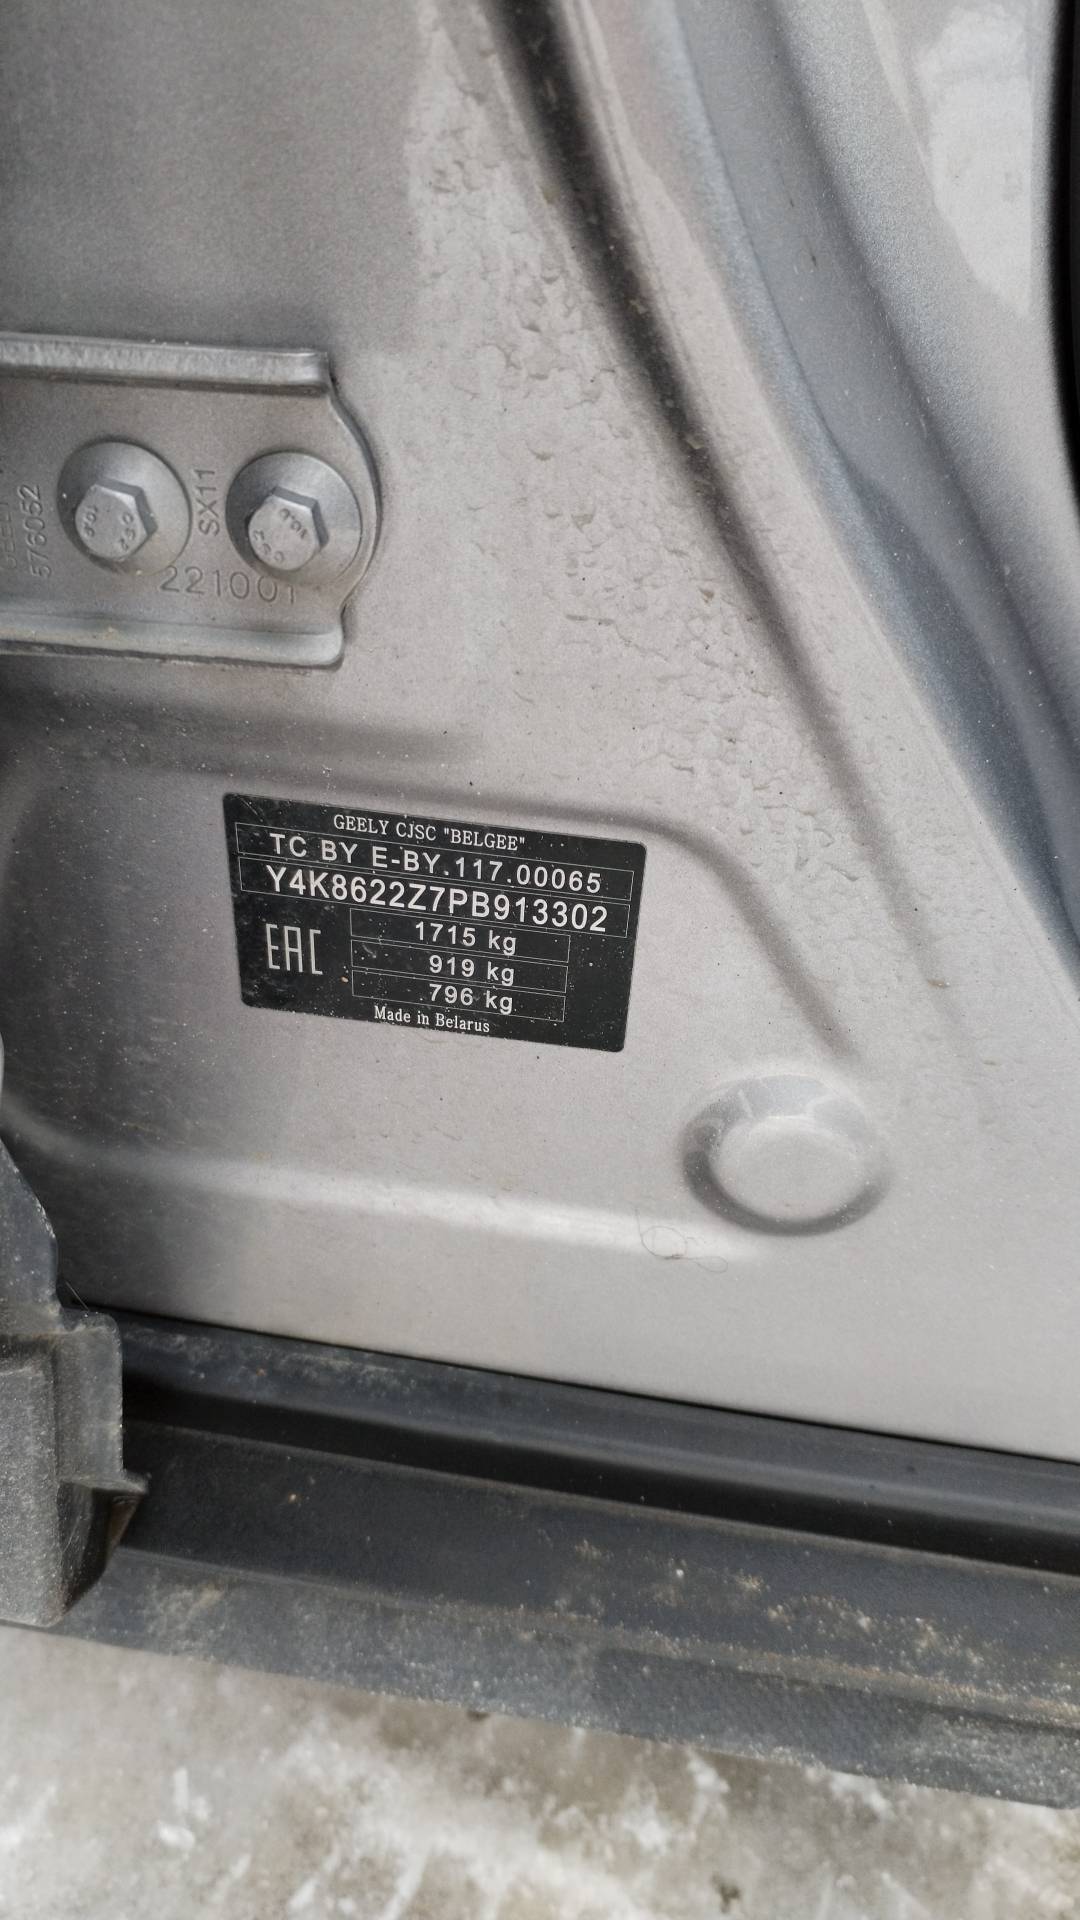 576052
SX11
221001
GEELY CJSC "BELGEE"
TC BY E-BY.117.00065
Y4K8622Z7PB913302
1715 kg
EAC
919 kg
796 kg
Made in Belarus